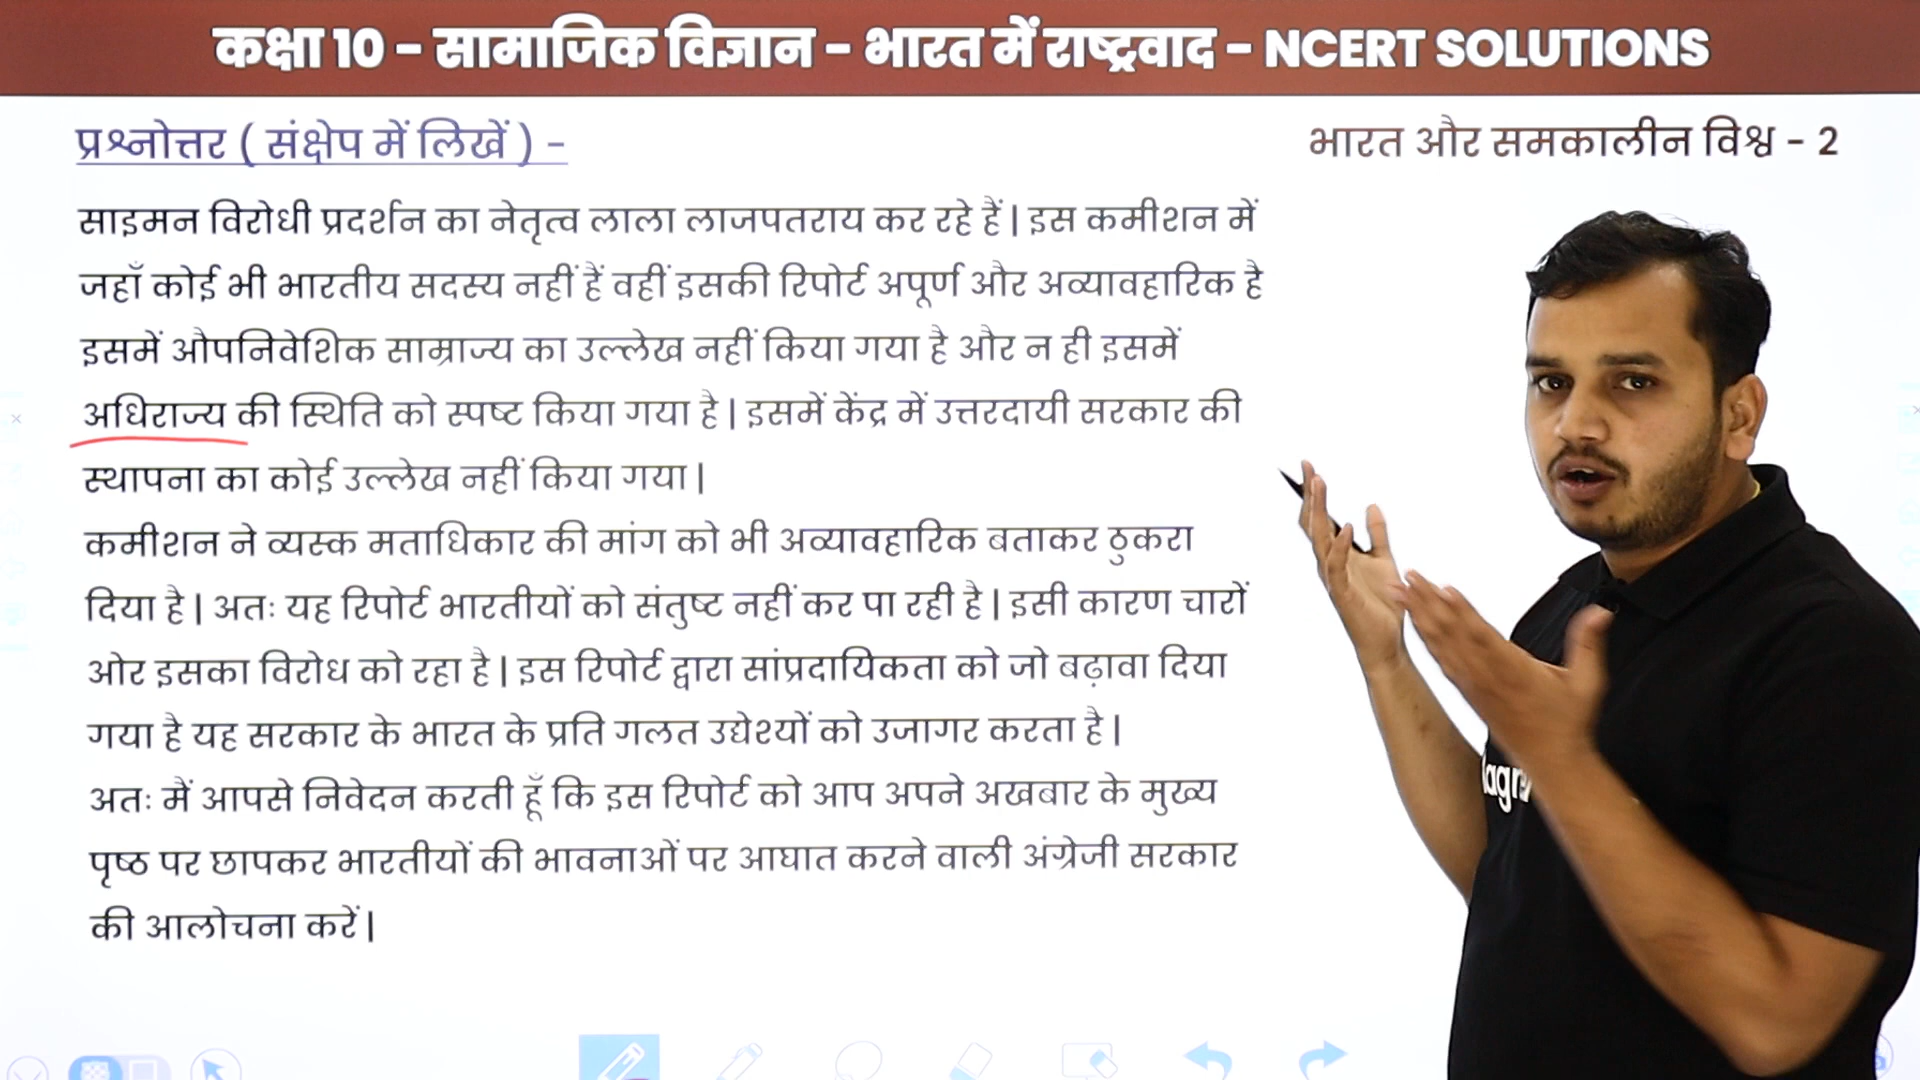 कक्षा 10 - सामाजिक विज्ञान - भारत में राष्ट्रवाद - NCERT SOLUTIONS
प्रश्नोत्तर ( संक्षेप में लिखें ) -
भारत और समकालीन विश्व - 2
साइमन विरोधी प्रदर्शन का नेतृत्व लाला लाजपतराय कर रहे हैं | इस कमीशन में
जहाँ कोई भी भारतीय सदस्य नहीं हैं वहीं इसकी रिपोर्ट अपूर्ण और अव्यावहारिक है
इसमें औपनिवेशिक साम्राज्य का उल्लेख नहीं किया गया है और न ही इसमें
अधिराज्य की स्थिति को स्पष्ट किया गया है | इसमें केंद्र में उत्तरदायी सरकार की
स्थापना का कोई उल्लेख नहीं किया गया |
कमीशन ने व्यस्क मताधिकार की मांग को भी अव्यावहारिक बताकर ठुकरा
दिया है | अतः यह रिपोर्ट भारतीयों को संतुष्ट नहीं कर पा रही है | इसी कारण चारों
ओर इसका विरोध को रहा है | इस रिपोर्ट द्वारा सांप्रदायिकता को जो बढ़ावा दिया
गया है यह सरकार के भारत के प्रति गलत उद्येश्यों को उजागर करता है |
अतः मैं आपसे निवेदन करती हूँ कि इस रिपोर्ट को आप अपने अखबार के मुख्य
पृष्ठ पर छापकर भारतीयों की भावनाओं पर आघात करने वाली अंग्रेजी सरकार
की आलोचना करें |